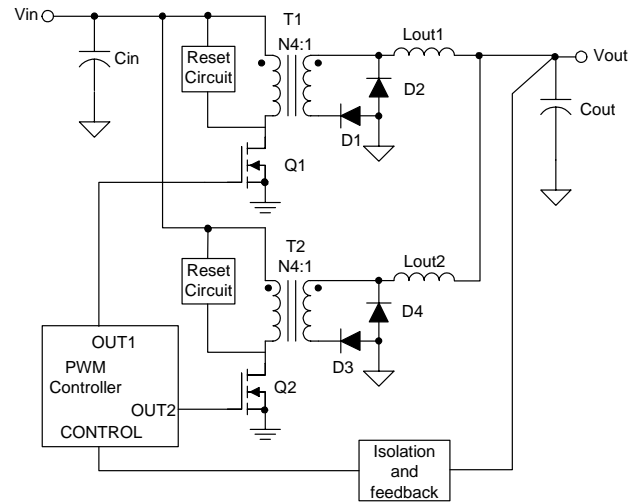 Vin
T1
Lout1
Vout
Cin
Reset
Circuit
N4:1
D2
Cout
D1
Q1
T2
Lout2
N4:1
Reset
Circuit
D4
D3
OUT1
PWM
Controller
OUT2
Q2
CONTROL
Isolation
and
feedback